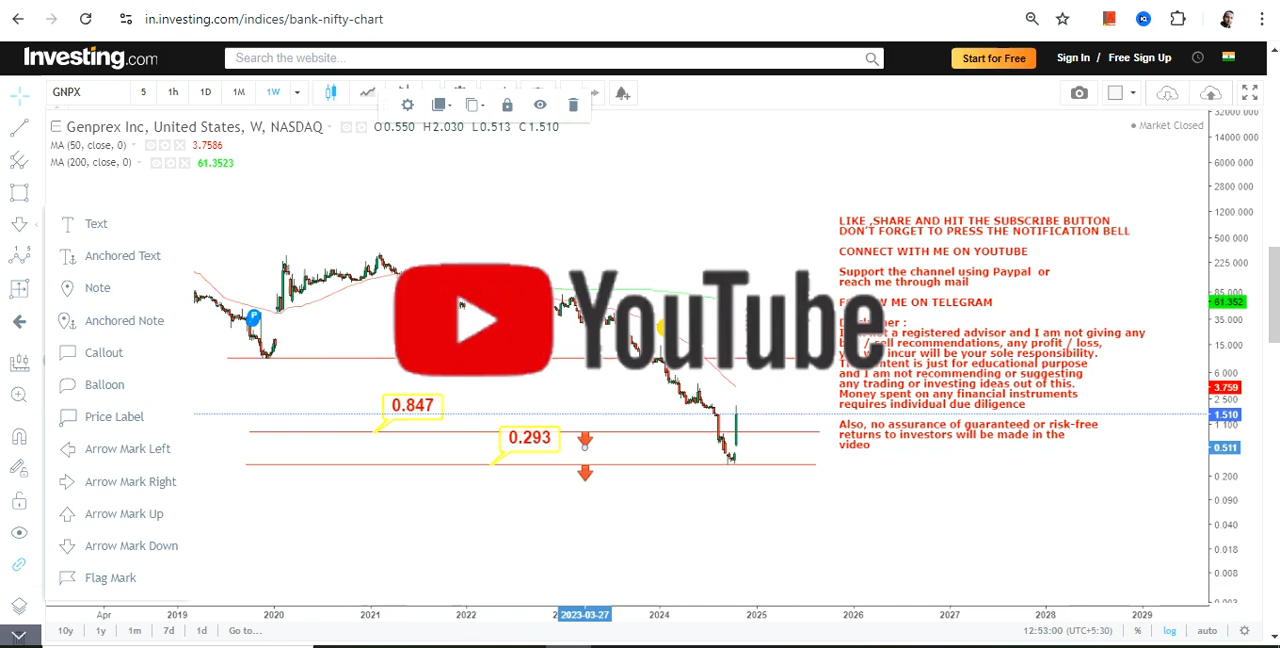 in.investing.com/indices/bank-nifty-chart
Investing.com
Search the website...
Start for Free
Sign In / Free Sign Up
GNPX
5
1h
1D
1M
1W
Genprex Inc, United States, W, NASDAQ
O 0.550 H 2.030 L 0.513 C 1.510
Market Closed
MA (50, close, 0)
3.7586
MA (200, close, 0)
61.3523
Text
Anchored Text
Note
Anchored Note
Callout
Balloon
Price Label
Arrow Mark Left
Arrow Mark Right
Arrow Mark Up
Arrow Mark Down
Flag Mark
P
YouTube
0.847
0.293
LIKE ,SHARE AND HIT THE SUBSCRIBE BUTTON
DON'T FORGET TO PRESS THE NOTIFICATION BELL
CONNECT WITH ME ON YOUTUBE
Support the channel using Paypal or
reach me through mail
ME ON TELEGRAM
not a registered advisor and I am not giving any
sell recommendations, any profit / loss,
incur will be your sole responsibility.
is just for educational purpose
and I am not recommending or suggesting
any trading or investing ideas out of this.
Money spent on any financial instruments
requires individual due diligence
Also, no assurance of guaranteed or risk-free
returns to investors will be made in the
video
14000 000
6000 000
2800 000
1200 000
500 000
225 000
85.000
61.352
35.000
15.000
6.000
3.759
2.500
1.510
1.100
0.511
0.200
0.090
0.040
0.018
0.008
Apr
2019
2020
2021
2022
2023-03-27
2024
2025
2026
2027
2028
2029
10y
1y
1m
7d
1d
Go to...
12:53:00 (UTC+5:30)
%
log
auto